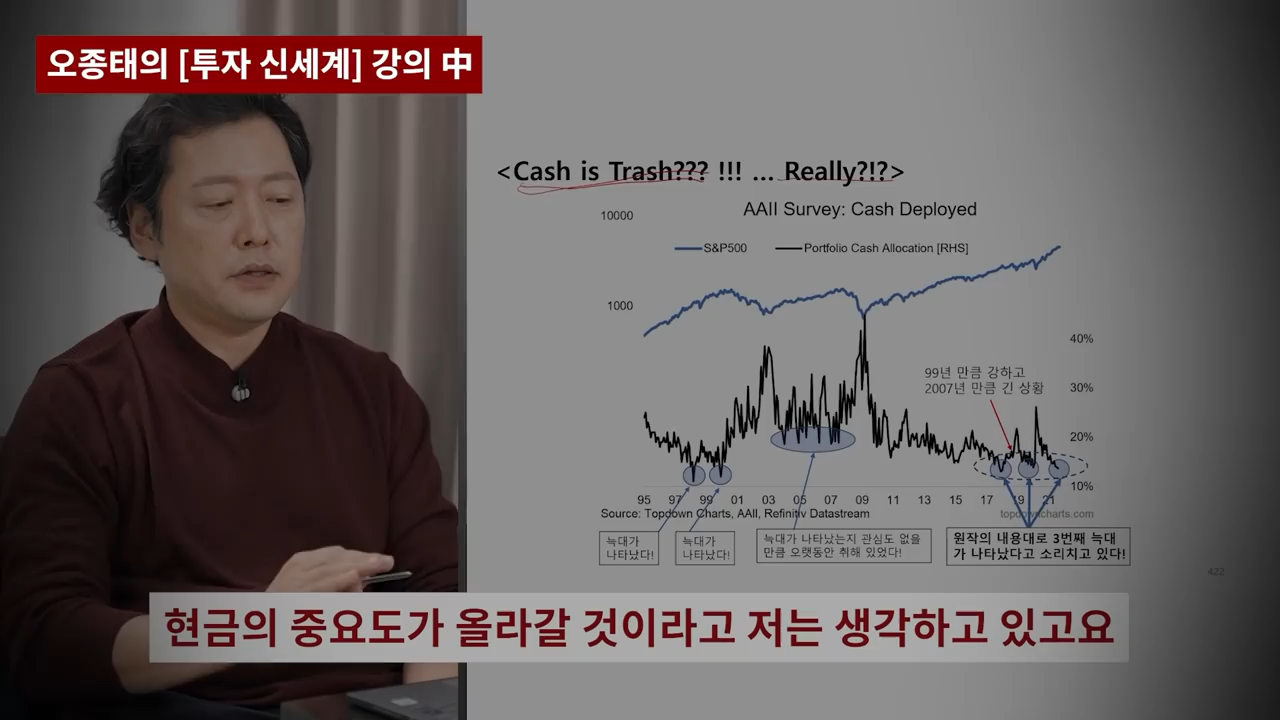 오종태의 [투자 신세계] 강의 中
<Cash is Trash??? !!! ... Really?!?>
AAII Survey: Cash Deployed
10000
S&P500
Portfolio Cash Allocation [RHS]
1000
40%
99년 만큼 강하고
2007년 만큼 긴 상황
30%
20%
10%
95 97 99 01 03 05 07 09 11 13 15 17 19 21
Source: Topdown Charts, AAII, Refinitiv Datastream
topdowncharts.com
늑대가
나타났다!
늑대가
나타났다!
늑대가 나타났는지 관심도 없을
만큼 오랫동안 취해 있었다!
원작의 내용대로 3번째 늑대
가 나타났다고 소리치고 있다!
422
현금의 중요도가 올라갈 것이라고 저는 생각하고 있고요